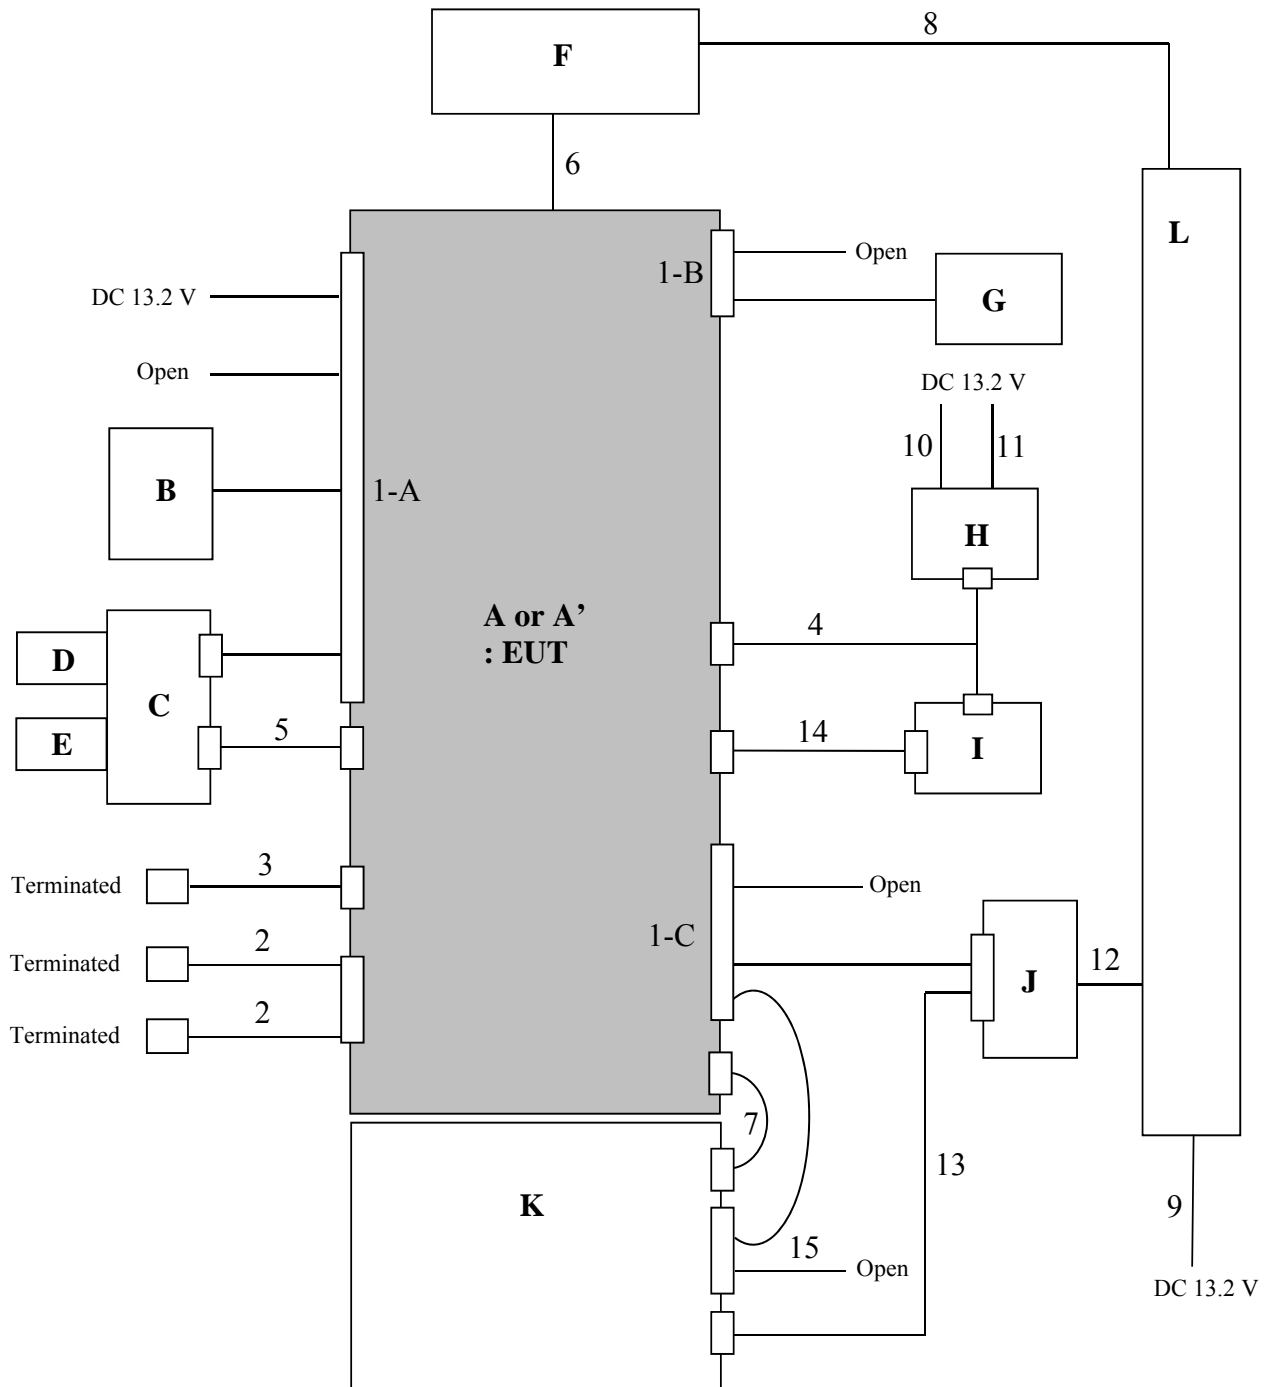 8
F
6
L
1-B
Open
DC 13.2 V
G
Open
DC 13.2 V
10
11
B
1-A
H
A or A’
: EUT
4
D
C
E
5
14
I
3
Terminated
Open
1-C
2
Terminated
J
12
2
Terminated
7
13
K
9
15
Open
DC 13.2 V